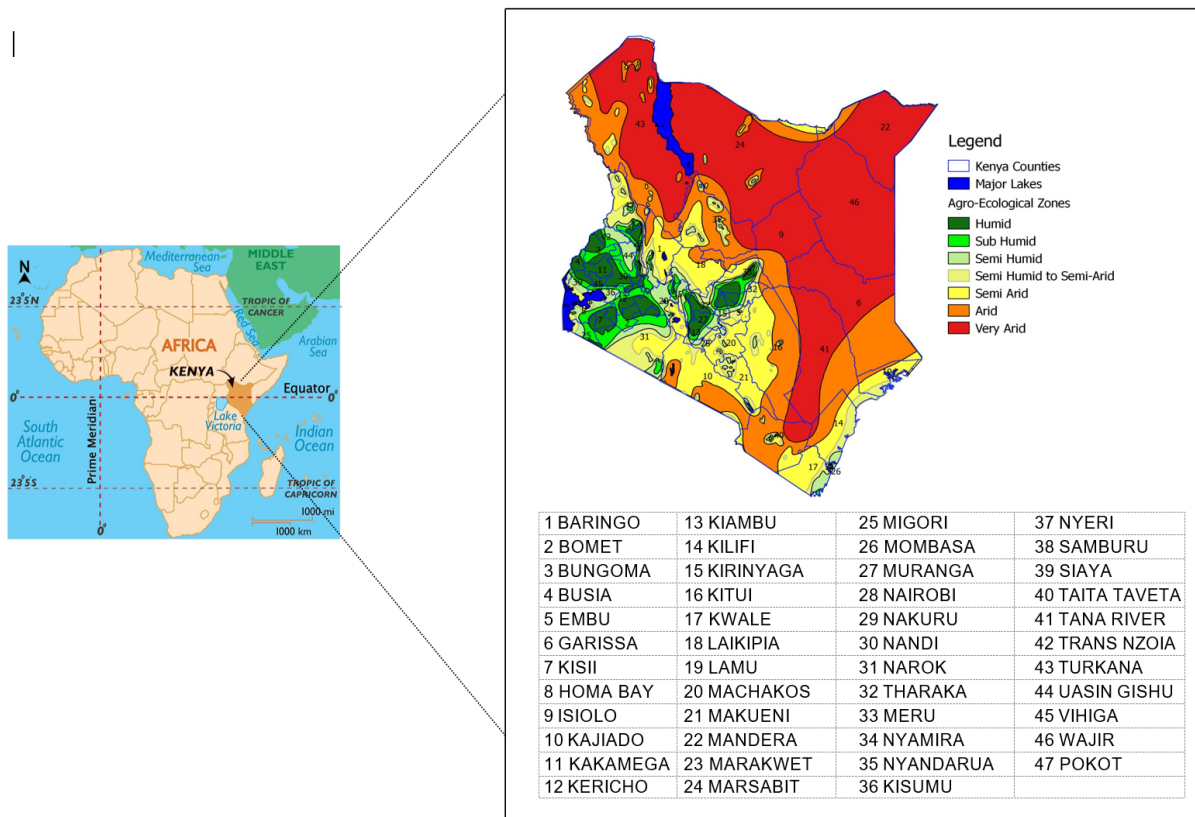 MIDDLE
EAST
Mediterranean
Sea
N
23°5N
TROPIC OF
CANCER
Red Sea
Arabian
Sea
AFRICA
KENYA
Equator
0°
0°
Lake
Victoria
South
Atlantic
Ocean
Prime Meridian
Indian
Ocean
23°5S
TROPIC OF
CAPRICORN
1000 mi
1000 km
0°
43
24
22
46
9
1
18
44
11
45
36
7
32
6
27
31
20
16
41
10
21
14
17
26
Legend
Kenya Counties
Major Lakes
Agro-Ecological Zones
Humid
Sub Humid
Semi Humid
Semi Humid to Semi-Arid
Semi Arid
Arid
Very Arid
1 BARINGO 13 KIAMBU 25 MIGORI 37 NYERI
2 BOMET 14 KILIFI 26 MOMBASA 38 SAMBURU
3 BUNGOMA 15 KIRINYAGA 27 MURANGA 39 SIAYA
4 BUSIA 16 KITUI 28 NAIROBI 40 TAITA TAVETA
5 EMBU 17 KWALE 29 NAKURU 41 TANA RIVER
6 GARISSA 18 LAIKIPIA 30 NANDI 42 TRANS NZOIA
7 KISII 19 LAMU 31 NAROK 43 TURKANA
8 HOMA BAY 20 MACHAKOS 32 THARAKA 44 UASIN GISHU
9 ISIOLO 21 MAKUENI 33 MERU 45 VIHIGA
10 KAJIADO 22 MANDERA 34 NYAMIRA 46 WAJIR
11 KAKAMEGA 23 MARAKWET 35 NYANDARUA 47 POKOT
12 KERICHO 24 MARSABIT 36 KISUMU